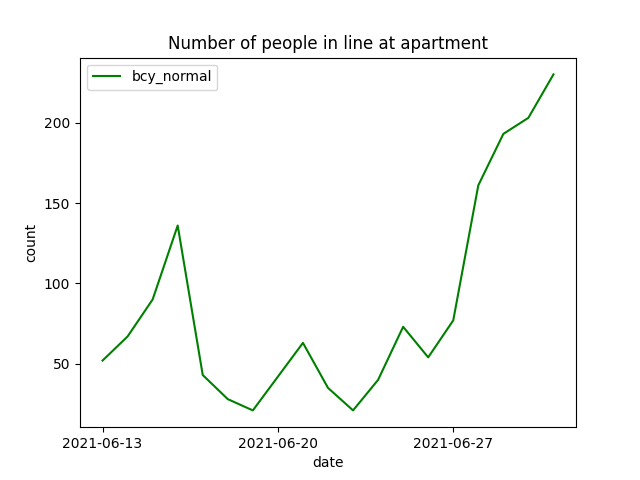 Number of people in line at apartment
bcy_normal
200
150
100
50
count
2021-06-13
2021-06-20
2021-06-27
date